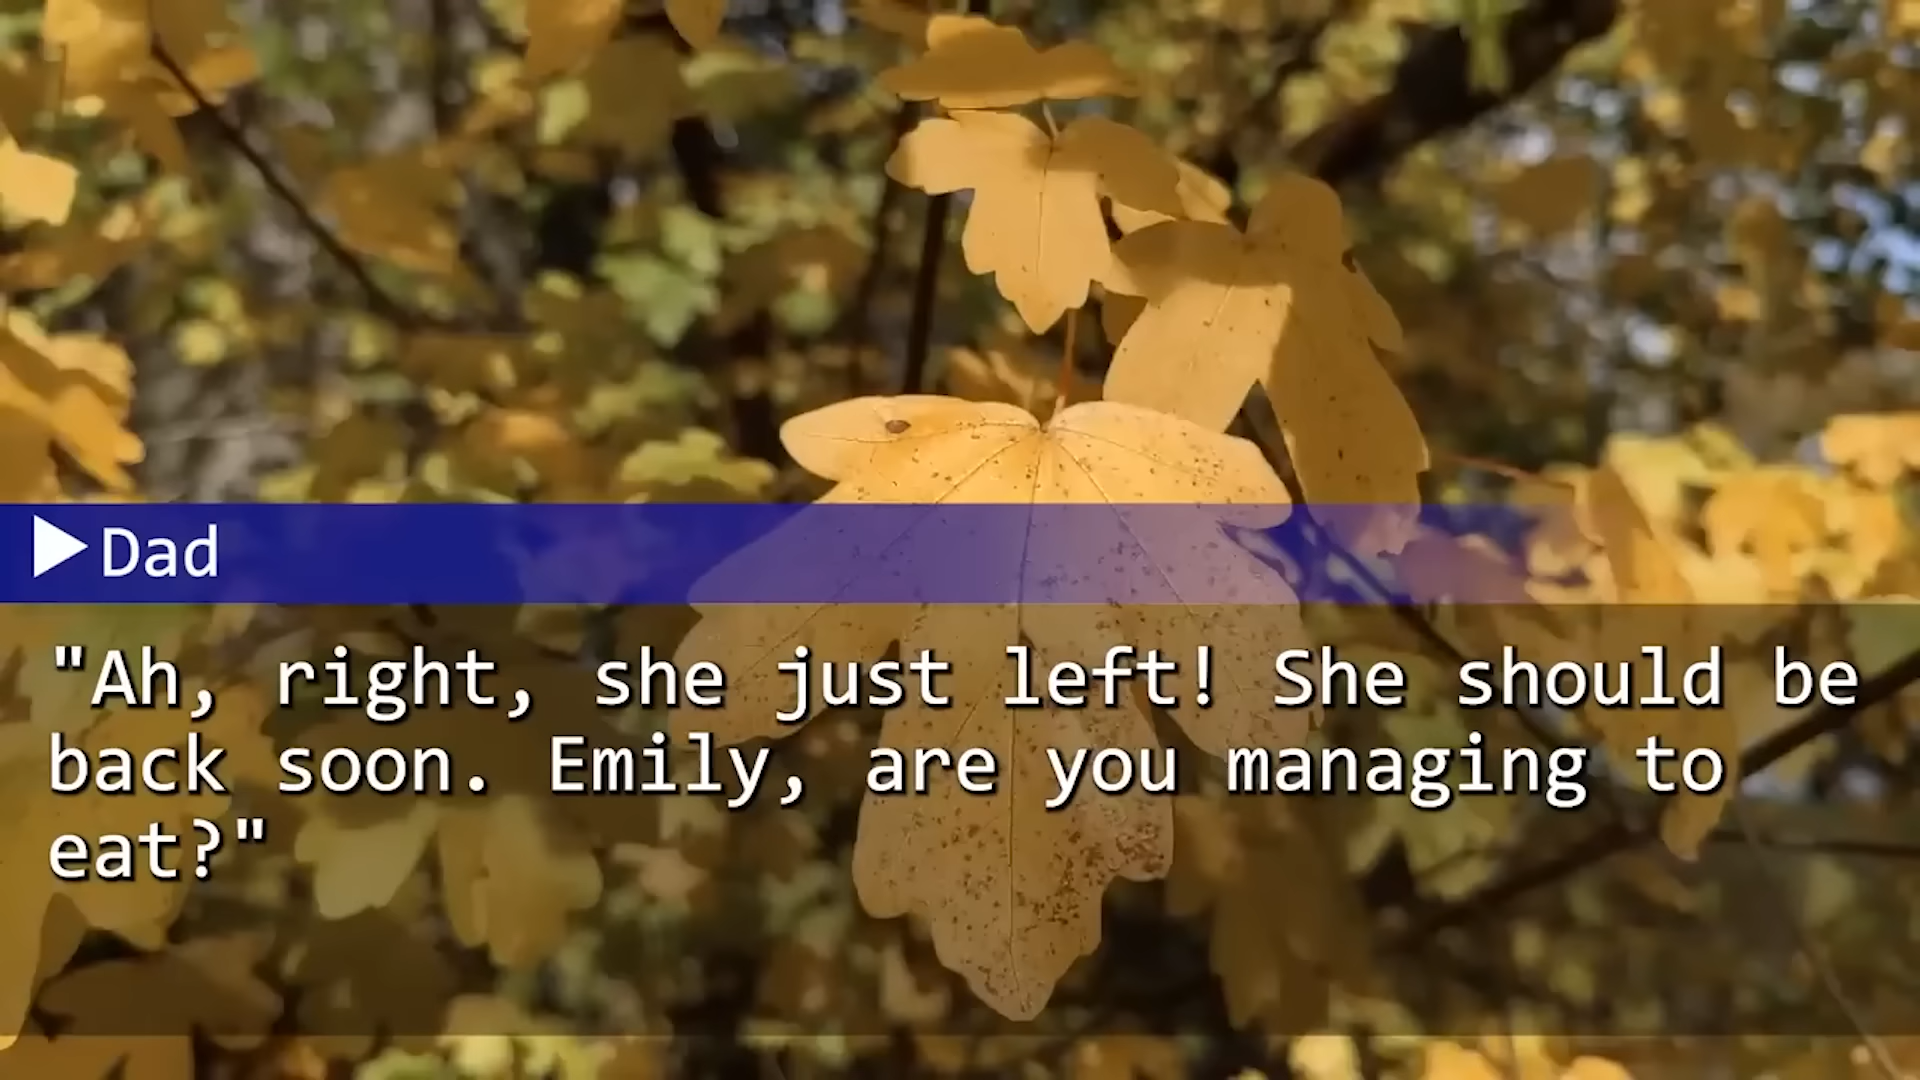 Dad
"Ah, right, she just left! She should be
back soon. Emily, are you managing to
eat?"